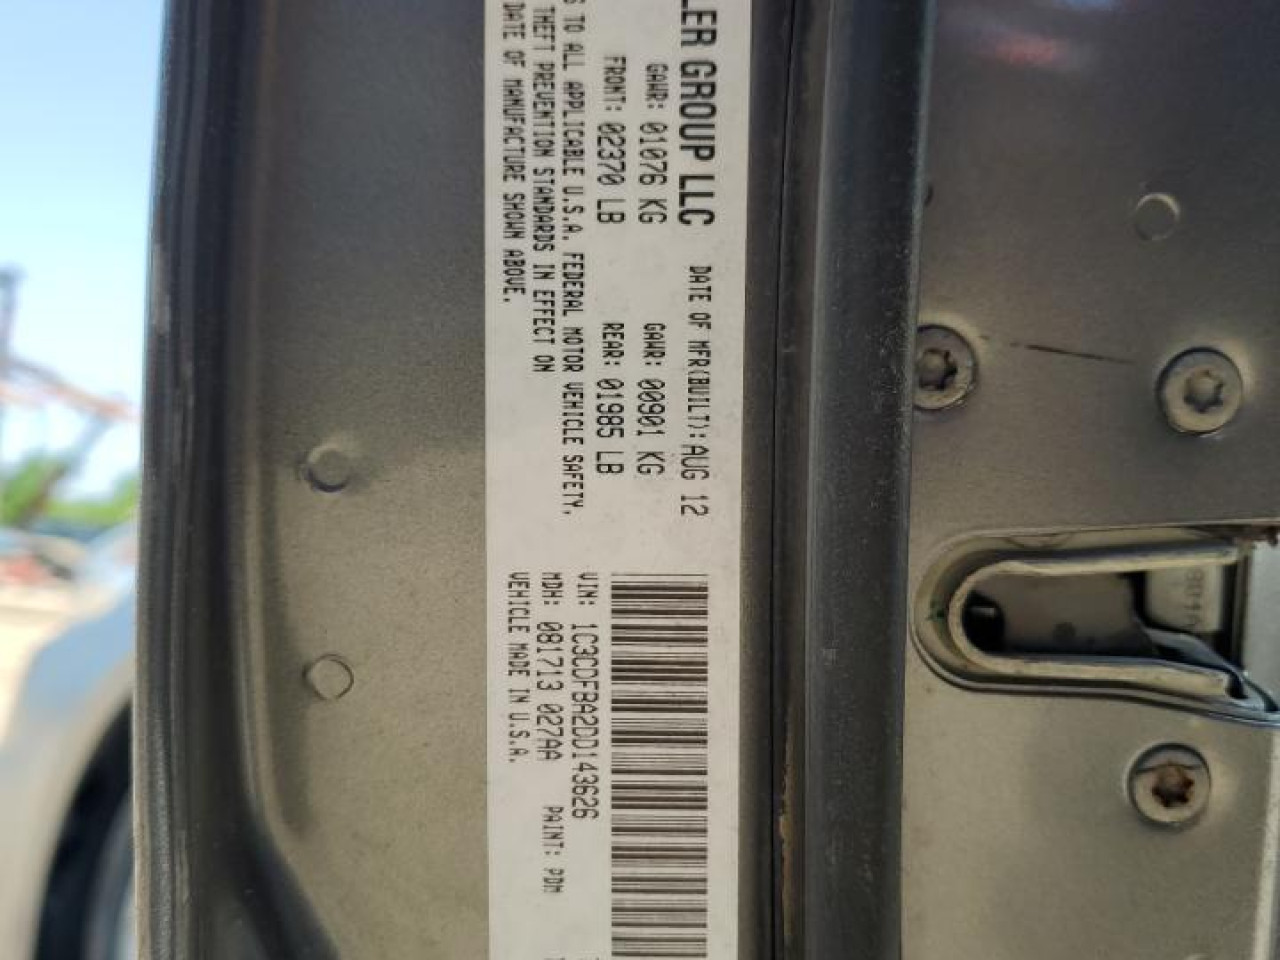 LER GROUP LLC
DATE OF MFR(BUILT): AUG 12
GAWR: 01076 KG
GAWR: 00901 KG
FRONT: 02370 LB
REAR: 01985 LB
S TO ALL APPLICABLE U.S.A. FEDERAL MOTOR VEHICLE SAFETY,
THEFT PREVENTION STANDARDS IN EFFECT ON
DATE OF MANUFACTURE SHOWN ABOVE.
VIN: 1C3CDFBA2DD143626
MDH: 081713 027AA
PAINT: PDM
VEHICLE MADE IN U.S.A.